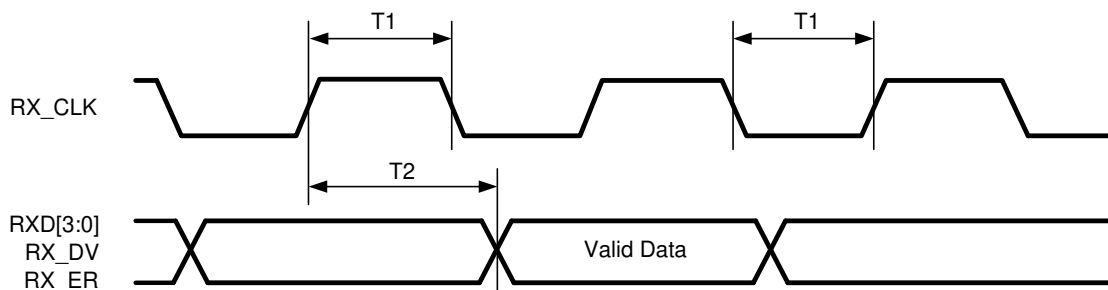 T1
T1
RX_CLK
T2
RXD[3:0]
RX_DV
Valid Data
RX_ER